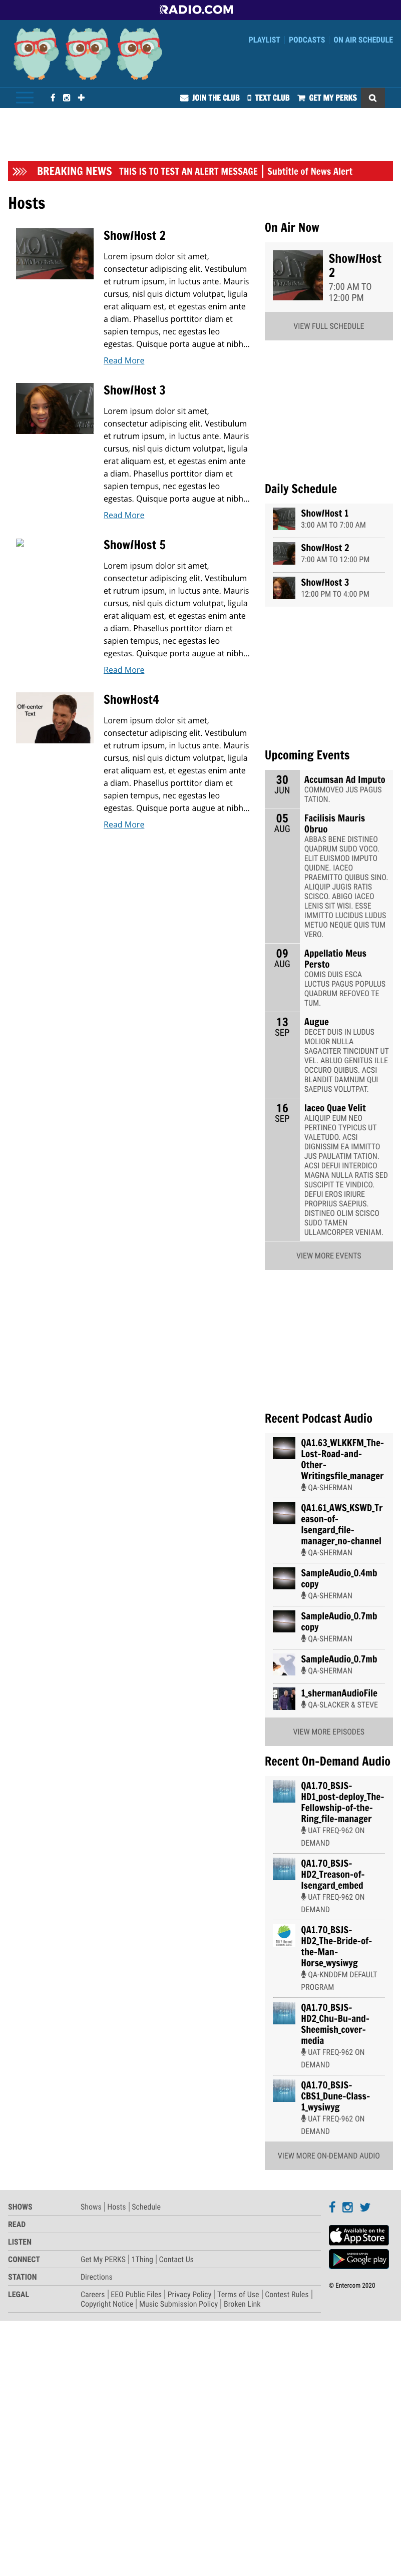 RADIO.COM
PLAYLIST PODCASTS ON AIR SCHEDULE
JOIN THE CLUB TEXT CLUB GET MY PERKS
BREAKING NEWS THIS IS TO TEST AN ALERT MESSAGE | Subtitle of News Alert
Hosts
Show/Host 2
Lorem ipsum dolor sit amet,
consectetur adipiscing elit. Vestibulum
et rutrum ipsum, in luctus ante. Mauris
cursus, nisl quis dictum volutpat, ligula
erat aliquam est, et egestas enim ante
a diam. Phasellus porttitor diam et
sapien tempus, nec egestas leo
egestas. Quisque porta augue at nibh...
Read More
Show/Host 3
Lorem ipsum dolor sit amet,
consectetur adipiscing elit. Vestibulum
et rutrum ipsum, in luctus ante. Mauris
cursus, nisl quis dictum volutpat, ligula
erat aliquam est, et egestas enim ante
a diam. Phasellus porttitor diam et
sapien tempus, nec egestas leo
egestas. Quisque porta augue at nibh...
Read More
Show/Host 5
Lorem ipsum dolor sit amet,
consectetur adipiscing elit. Vestibulum
et rutrum ipsum, in luctus ante. Mauris
cursus, nisl quis dictum volutpat, ligula
erat aliquam est, et egestas enim ante
a diam. Phasellus porttitor diam et
sapien tempus, nec egestas leo
egestas. Quisque porta augue at nibh...
Read More
Off-center
Text
ShowHost4
Lorem ipsum dolor sit amet,
consectetur adipiscing elit. Vestibulum
et rutrum ipsum, in luctus ante. Mauris
cursus, nisl quis dictum volutpat, ligula
erat aliquam est, et egestas enim ante
a diam. Phasellus porttitor diam et
sapien tempus, nec egestas leo
egestas. Quisque porta augue at nibh...
Read More
On Air Now
Show/Host
2
7:00 AM TO
12:00 PM
VIEW FULL SCHEDULE
Daily Schedule
Show/Host 1
3:00 AM TO 7:00 AM
Show/Host 2
7:00 AM TO 12:00 PM
Show/Host 3
12:00 PM TO 4:00 PM
Upcoming Events
30
JUN
Accumsan Ad Imputo
COMMOVEO JUS PAGUS
TATION.
05
AUG
Facilisis Mauris
Obruo
ABBAS BENE DISTINEO
QUADRUM SUDO VOCO.
ELIT EUISMOD IMPUTO
QUIDNE. IACEO
PRAEMITTO QUIBUS SINO.
ALIQUIP JUGIS RATIS
SCISCO. ABIGO IACEO
LENIS SIT WISI. ESSE
IMMITTO LUCIDUS LUDUS
METUO NEQUE QUIS TUM
VERO.
09
AUG
Appellatio Meus
Persto
COMIS DUIS ESCA
LUCTUS PAGUS POPULUS
QUADRUM REFOVEO TE
TUM.
13
SEP
Augue
DECET DUIS IN LUDUS
MOLIOR NULLA
SAGACITER TINCIDUNT UT
VEL. ABLUO GENITUS ILLE
OCCURO QUIBUS. ACSI
BLANDIT DAMNUM QUI
SAEPIUS VOLUTPAT.
16
SEP
Iaceo Quae Velit
ALIQUIP EUM NEO
PERTINEO TYPICUS UT
VALETUDO. ACSI
DIGNISSIM EA IMMITTO
JUS PAULATIM TATION.
ACSI DEFUI INTERDICO
MAGNA NULLA RATIS SED
SUSCIPIT TE VINDICO.
DEFUI EROS IRIURE
PROPRIUS SAEPIUS.
DISTINEO OLIM SCISCO
SUDO TAMEN
ULLAMCORPER VENIAM.
VIEW MORE EVENTS
Recent Podcast Audio
QA1.63_WLKKFM_The-
Lost-Road-and-
Other-
Writingsfile_manager
QA-SHERMAN
QA1.61_AWS_KSWD_Tr
eason-of-
Isengard_file-
manager_no-channel
QA-SHERMAN
SampleAudio_0.4mb
copy
QA-SHERMAN
SampleAudio_0.7mb
copy
QA-SHERMAN
SampleAudio_0.7mb
QA-SHERMAN
1_shermanAudioFile
QA-SLACKER & STEVE
VIEW MORE EPISODES
Recent On-Demand Audio
QA1.70_BSJS-
HD1_post-deploy_The-
Fellowship-of-the-
Ring_file-manager
UAT FREQ-962 ON
DEMAND
QA1.70_BSJS-
HD2_Treason-of-
Isengard_embed
UAT FREQ-962 ON
DEMAND
QA1.70_BSJS-
HD2_The-Bride-of-
the-Man-
Horse_wysiwyg
QA-KNDDFM DEFAULT
PROGRAM
QA1.70_BSJS-
HD2_Chu-Bu-and-
Sheemish_cover-
media
UAT FREQ-962 ON
DEMAND
QA1.70_BSJS-
CBS1_Dune-Class-
1_wysiwyg
UAT FREQ-962 ON
DEMAND
VIEW MORE ON-DEMAND AUDIO
SHOWS Shows | Hosts | Schedule
READ
LISTEN
CONNECT Get My PERKS | 1Thing | Contact Us
STATION Directions
LEGAL Careers | EEO Public Files | Privacy Policy | Terms of Use | Contest Rules |
Copyright Notice | Music Submission Policy | Broken Link
Available on the
App Store
ANDROID APP ON
Google play
© Entercom 2020